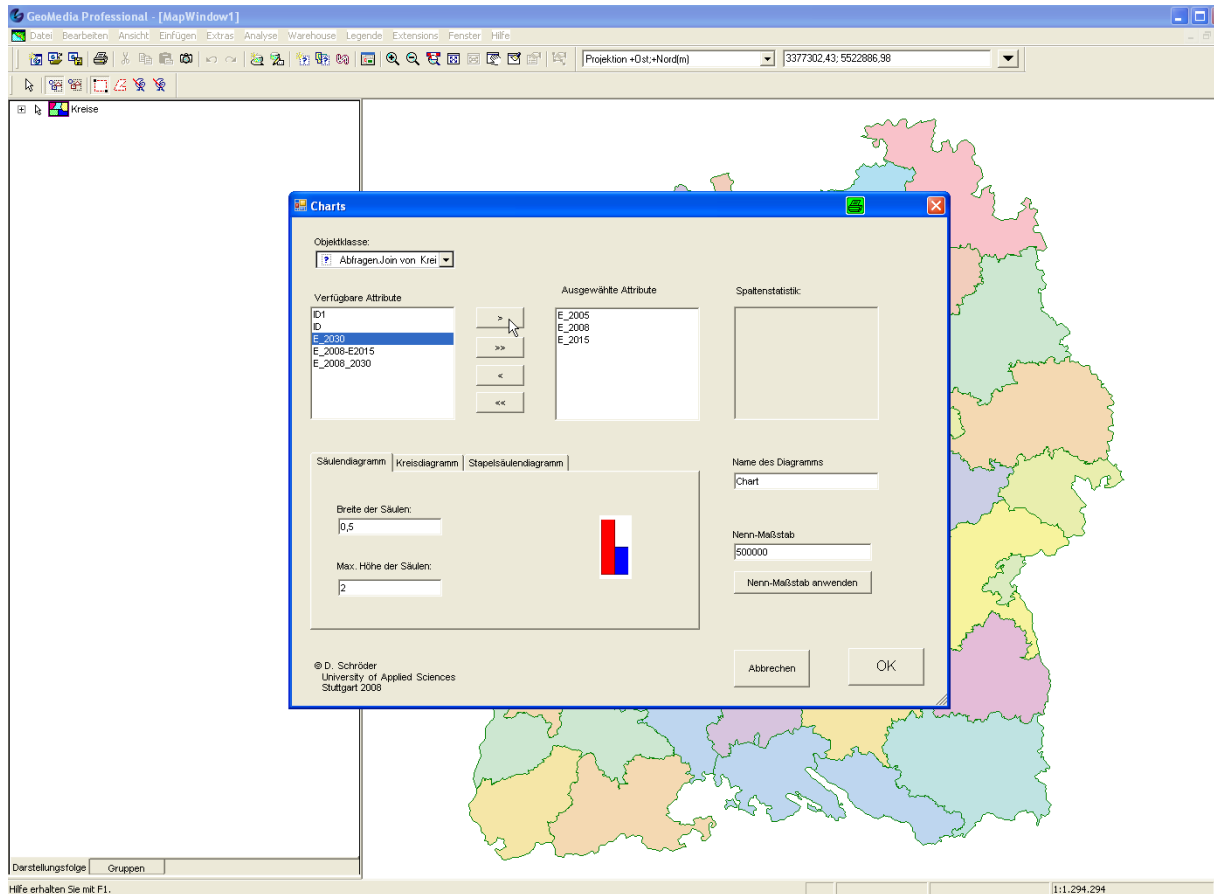 GeoMedia Professional - [MapWindow1]
Datei Bearbeiten Ansicht Einfügen Extras Analyse Warehouse Legende Extensions Fenster Hilfe
Projektion +Ost;+Nord(m) 3377302,43; 5522886,98
Kreise
Charts
Objektklasse:
Abfragen.Join von Krei
Verfügbare Attribute
ID1
ID
E_2030
E_2008-E2015
E_2008_2030
>
>>
<
<<
Ausgewählte Attribute
E_2005
E_2008
E_2015
Spaltenstatistik:
Säulendiagramm Kreisdiagramm Stapelsäulendiagramm
Breite der Säulen:
0,5
Max. Höhe der Säulen:
2
Name des Diagramms
Chart
Nenn-Maßstab
500000
Nenn-Maßstab anwenden
© D. Schröder
University of Applied Sciences
Stuttgart 2008
Abbrechen OK
Darstellungsfolge Gruppen
Hilfe erhalten Sie mit F1. 1:1.294.294